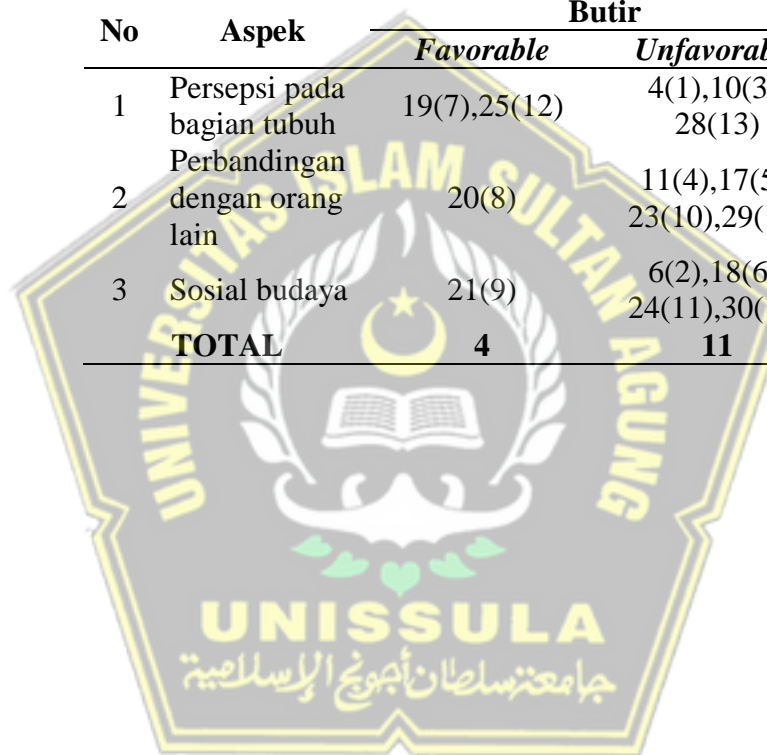 Butir
No Aspek
Favorable
1 Persepsi pada bagian tubuh 19(7),25(12) 4(1),10(3
28(13)
2 Perbandingan dengan orang lain 20(8) 11(4),17(5
23(10),29(
3 Sosial budaya 21(9) 6(2),18(6
24(11),30(
TOTAL 4 11
UNIVERSITAS ISLAM SULTAN AGUNG
UNISSULA
جامعة سلطان أجونج الإسلامية